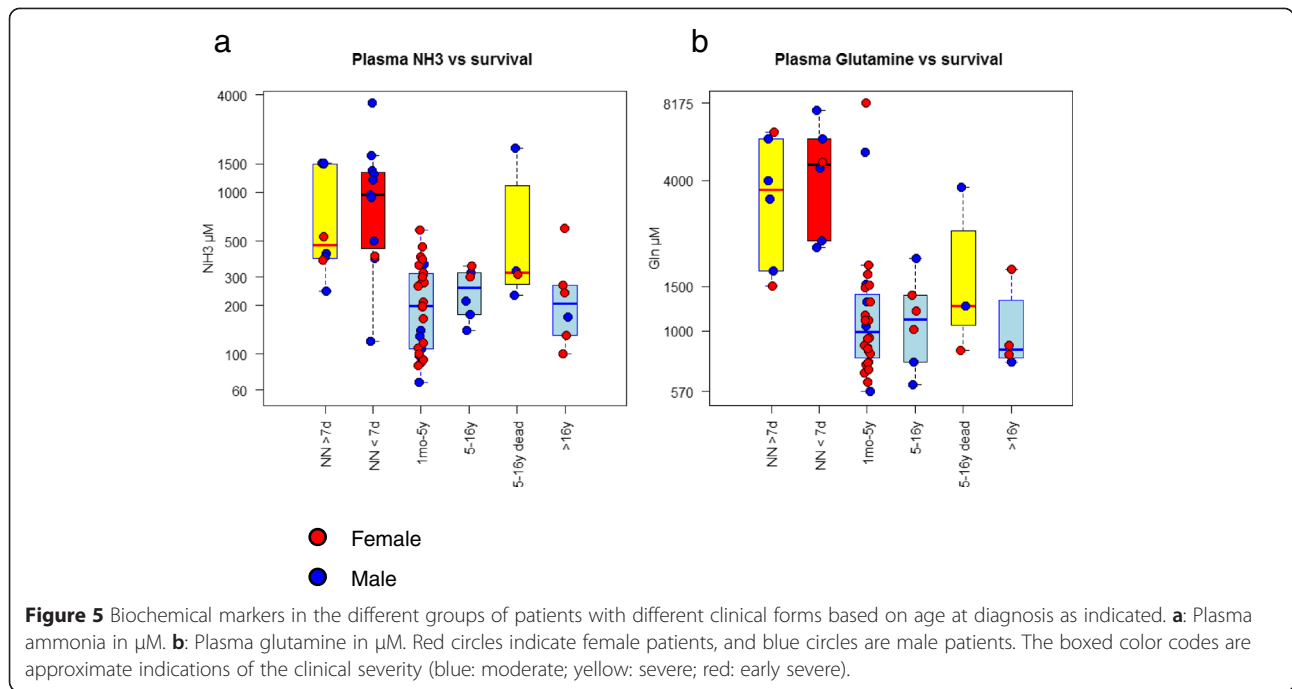 a
b
Plasma NH3 vs survival
Plasma Glutamine vs survival
NH3 µM
4000
1500
1000
500
300
200
100
60
NN >7d
NN < 7d
1mo-5y
5-16y
5-16y dead
>16y
Gln µM
8175
4000
1500
1000
570
NN >7d
NN < 7d
1mo-5y
5-16y
5-16y dead
>16y
Female
Male
Figure 5 Biochemical markers in the different groups of patients with different clinical forms based on age at diagnosis as indicated. a: Plasma
ammonia in µM. b: Plasma glutamine in µM. Red circles indicate female patients, and blue circles are male patients. The boxed color codes are
approximate indications of the clinical severity (blue: moderate; yellow: severe; red: early severe).